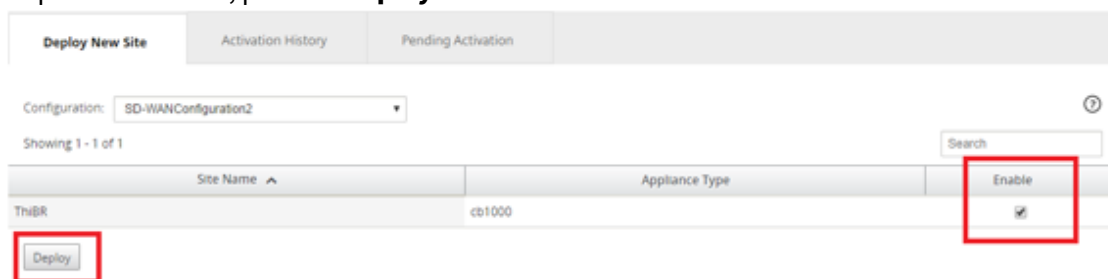 Deploy
Deploy New Site Activation History Pending Activation
Configuration: SD-WANConfiguration2
Showing 1 - 1 of 1 Search
Site Name Appliance Type Enable
ThiBR cb1000
Deploy